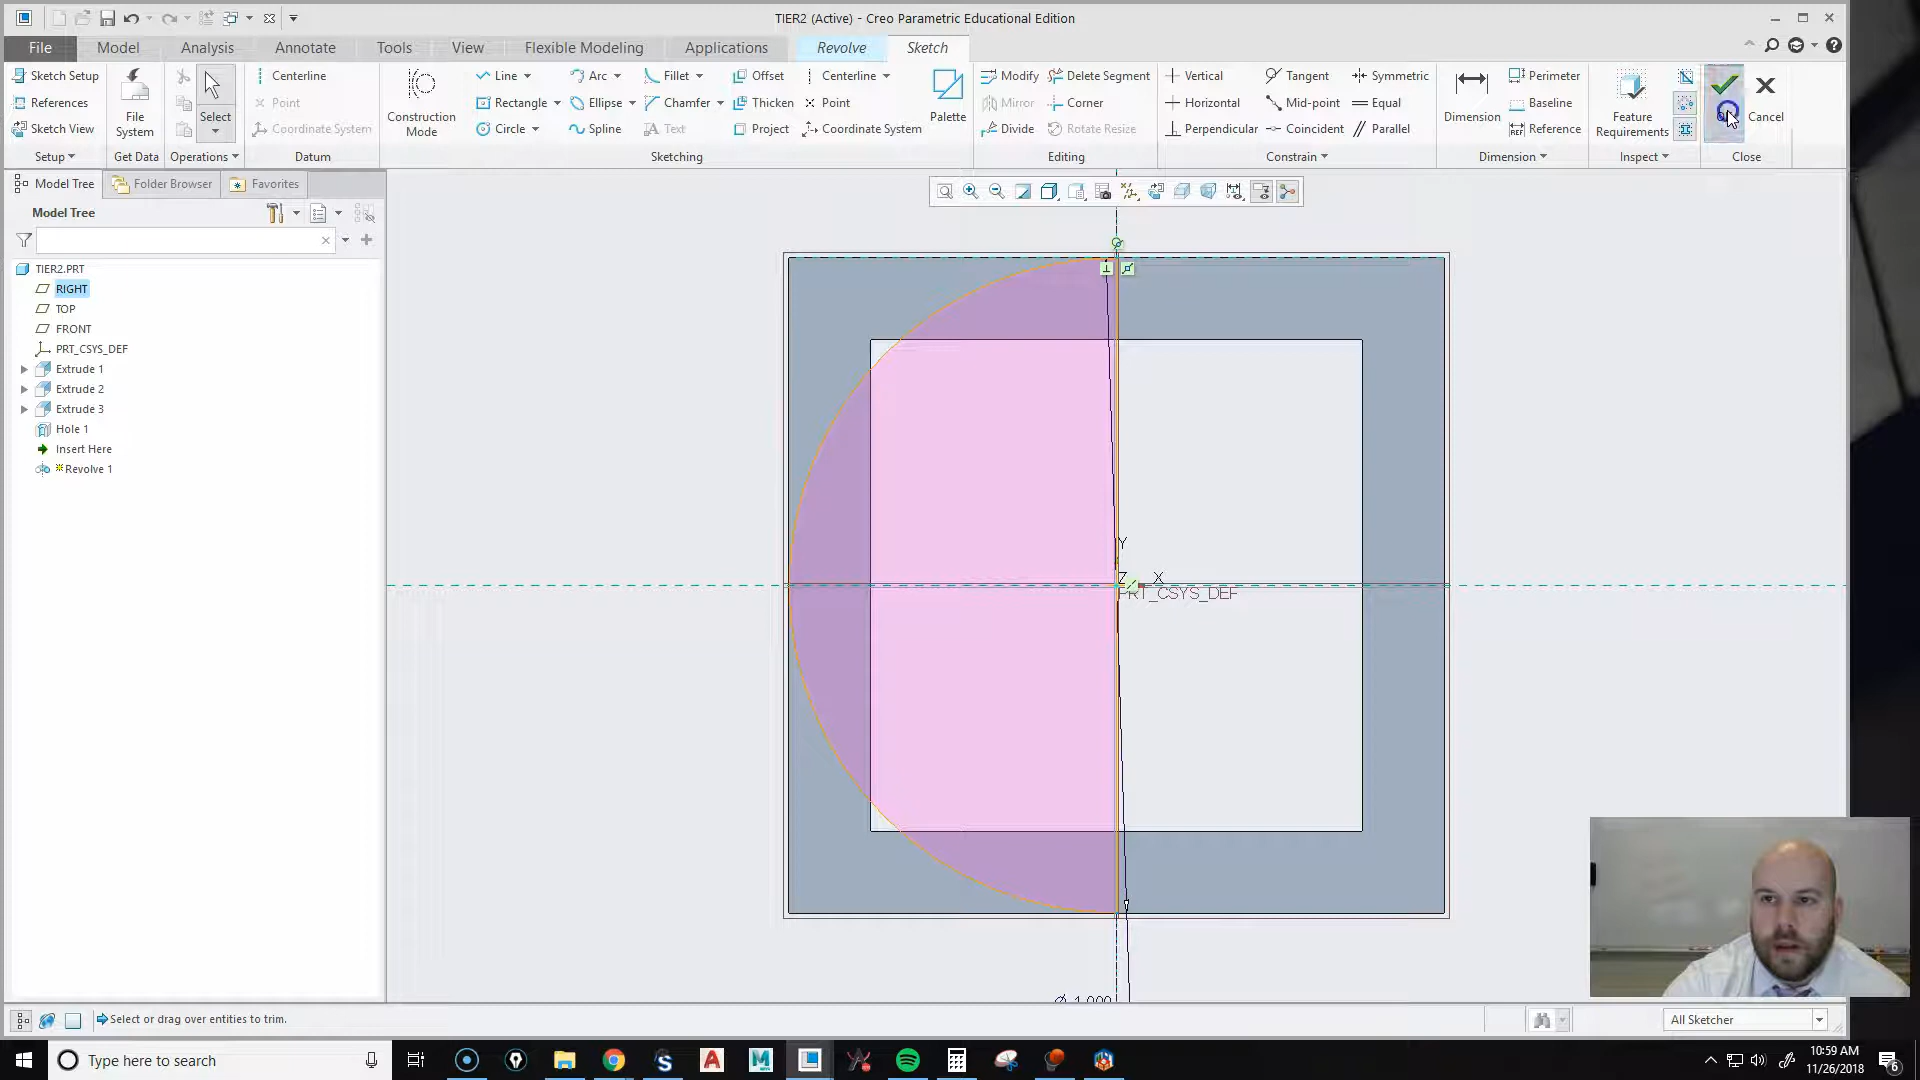 TIER2 (Active) - Creo Parametric Educational Edition
File Model Analysis Annotate Tools View Flexible Modeling Applications Revolve Sketch
Sketch Setup
References
Sketch View
Setup
File System
Get Data
Select
Operations
Centerline
Point
Coordinate System
Datum
Construction Mode
Line Arc Fillet Offset Centerline
Rectangle Ellipse Chamfer Thicken Point
Circle Spline Text Project Coordinate System
Palette
Sketching
Modify Delete Segment
Mirror Corner
Divide Rotate Resize
Editing
Vertical Tangent Symmetric
Horizontal Mid-point Equal
Perpendicular Coincident Parallel
Constrain
Dimension
Perimeter
Baseline
Reference
Dimension
Feature Requirements
Inspect
Cancel
Close
Model Tree Folder Browser Favorites
Model Tree
TIER2.PRT
RIGHT
TOP
FRONT
PRT_CSYS_DEF
Extrude 1
Extrude 2
Extrude 3
Hole 1
Insert Here
Revolve 1
Y
Z X
PRT_CSYS_DEF
Ø 1.000
Select or drag over entities to trim.
All Sketcher
Type here to search
10:59 AM
11/26/2018
6